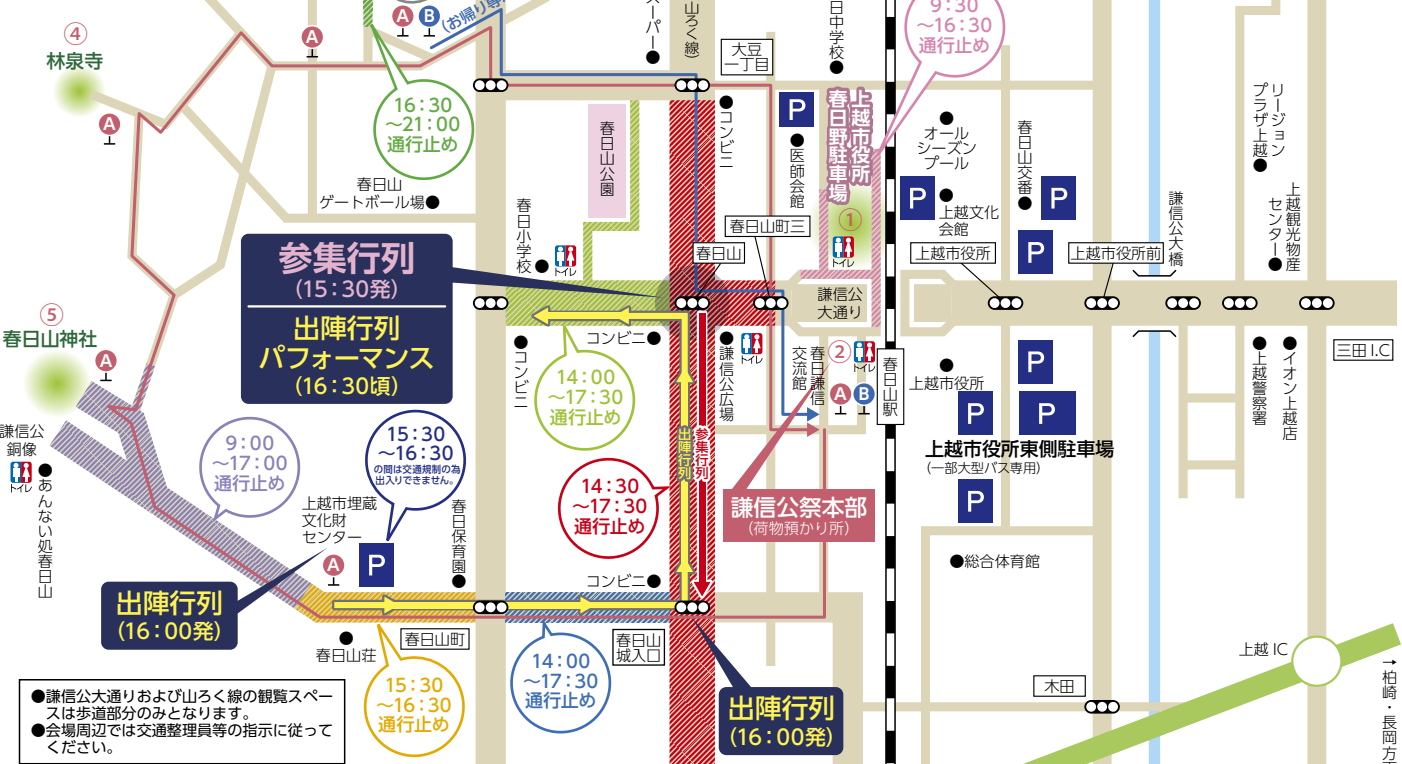 ④
林泉寺
A
A
A
B
(お帰り専
スーパー
山ろく線)
大豆
一丁目
日中学校
9:30
~16:30
通行止め
16:30
~21:00
通行止め
春日山公園
コンビニ
P
医師会館
上越市役所
春日野駐車場
①
トイレ
オール
シーズン
プール
春日山交番
リージョン
プラザ上越
P
上越文化
会館
P
P
謙信公大橋
上越観光物産
センター
春日山
ゲートボール場
春日小学校
トイレ
春日山町三
春日山
上越市役所
上越市役所前
謙信公
大通り
参集行列
(15:30発)
出陣行列
パフォーマンス
(16:30頃)
⑤
春日山神社
A
コンビニ
コンビニ
14:00
~17:30
通行止め
謙信公広場
トイレ
春日謙信
交流館
②
トイレ
A
B
春日山駅
上越市役所
P
P
P
上越市役所東側駐車場
(一部大型バス専用)
P
上越警察署
イオン上越店
三田I.C
謙信公
銅像
トイレ
あんない処春日山
9:00
~17:00
通行止め
15:30
~16:30
の間は交通規制の為
出入りできません。
上越市埋蔵
文化財
センター
A
P
春日保育園
出陣行列
参集行列
14:30
~17:30
通行止め
謙信公祭本部
(荷物預かり所)
総合体育館
コンビニ
出陣行列
(16:00発)
春日山荘
春日山町
春日山
城入口
15:30
~16:30
通行止め
14:00
~17:30
通行止め
出陣行列
(16:00発)
木田
上越 IC
↑柏崎・長岡方
●謙信公大通りおよび山ろく線の観覧スペー
スは歩道部分のみとなります。
●会場周辺では交通整理員等の指示に従って
ください。